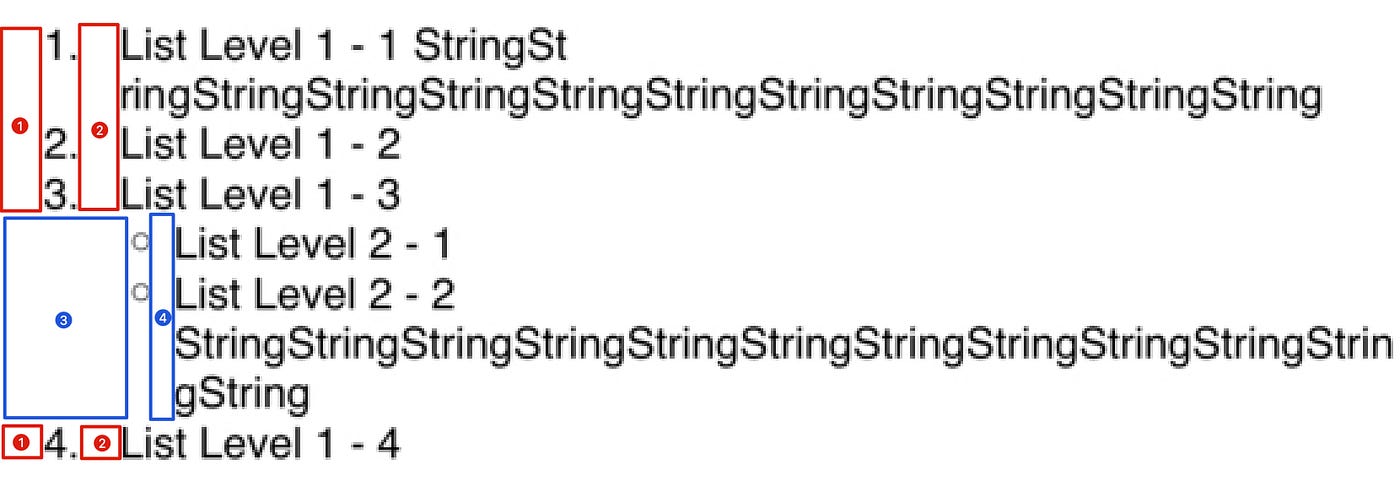 1. List Level 1 - 1 StringSt
ringStringStringStringStringStringStringStringStringStringString
1
2
2. List Level 1 - 2
3. List Level 1 - 3
○ List Level 2 - 1
○ List Level 2 - 2
3
4
StringStringStringStringStringStringStringStringStringStringStrin
gString
1 4. 2 List Level 1 - 4